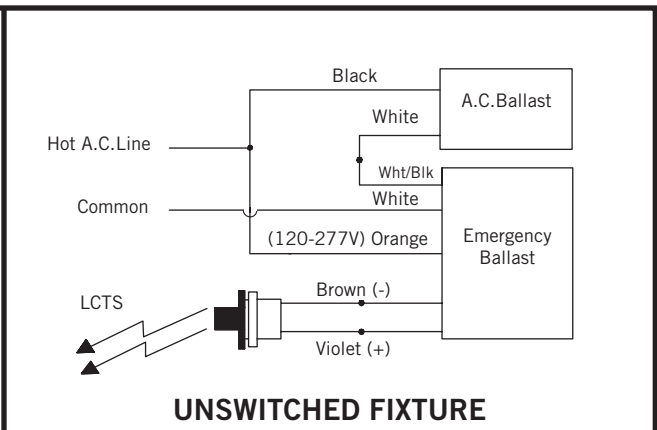 Black
A.C.Ballast
White
Hot A.C.Line
Wht/Blk
White
Common
(120-277V) Orange
Emergency
Ballast
Brown (-)
LCTS
Violet (+)
UNSWITCHED FIXTURE